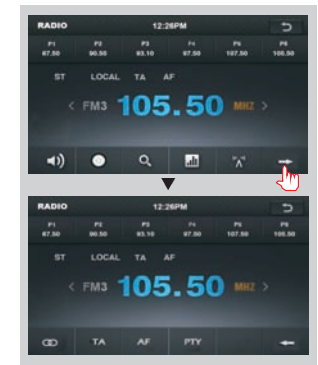 RADIO 12:26PM
P1 P2 P3 P4 P5 P6
87.50 90.50 93.10 97.50 107.50 105.50
ST LOCAL TA AF
< FM3 105.50 MHZ >
RADIO 12:26PM
P1 P2 P3 P4 P5 P6
87.50 90.50 93.10 97.50 107.50 105.50
ST LOCAL TA AF
< FM3 105.50 MHZ >
TA AF PTY